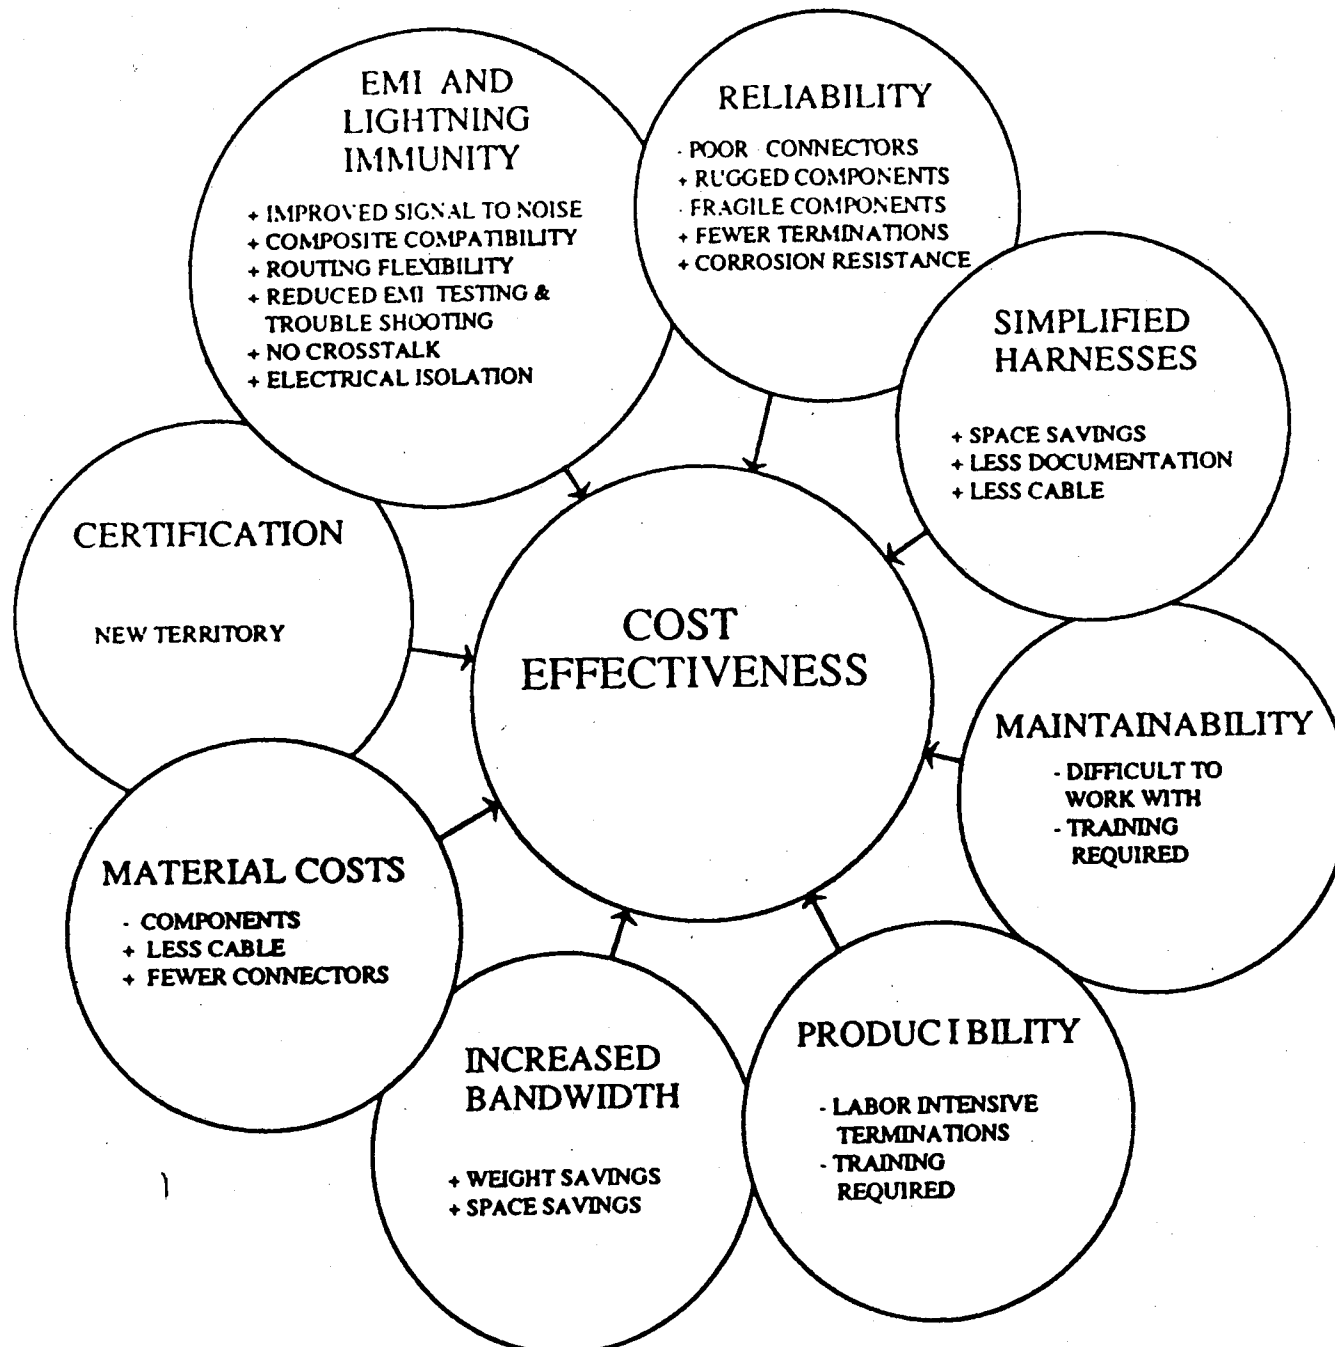 EMI AND
LIGHTNING
IMMUNITY
+ IMPROVED SIGNAL TO NOISE
+ COMPOSITE COMPATIBILITY
+ ROUTING FLEXIBILITY
+ REDUCED EMI TESTING &
TROUBLE SHOOTING
+ NO CROSSTALK
+ ELECTRICAL ISOLATION
RELIABILITY
- POOR CONNECTORS
+ RUGGED COMPONENTS
- FRAGILE COMPONENTS
+ FEWER TERMINATIONS
+ CORROSION RESISTANCE
SIMPLIFIED
HARNESSES
+ SPACE SAVINGS
+ LESS DOCUMENTATION
+ LESS CABLE
CERTIFICATION
NEW TERRITORY
COST
EFFECTIVENESS
MAINTAINABILITY
- DIFFICULT TO
WORK WITH
- TRAINING
REQUIRED
MATERIAL COSTS
- COMPONENTS
+ LESS CABLE
+ FEWER CONNECTORS
INCREASED
BANDWIDTH
+ WEIGHT SAVINGS
+ SPACE SAVINGS
PRODUCIBILITY
- LABOR INTENSIVE
TERMINATIONS
- TRAINING
REQUIRED